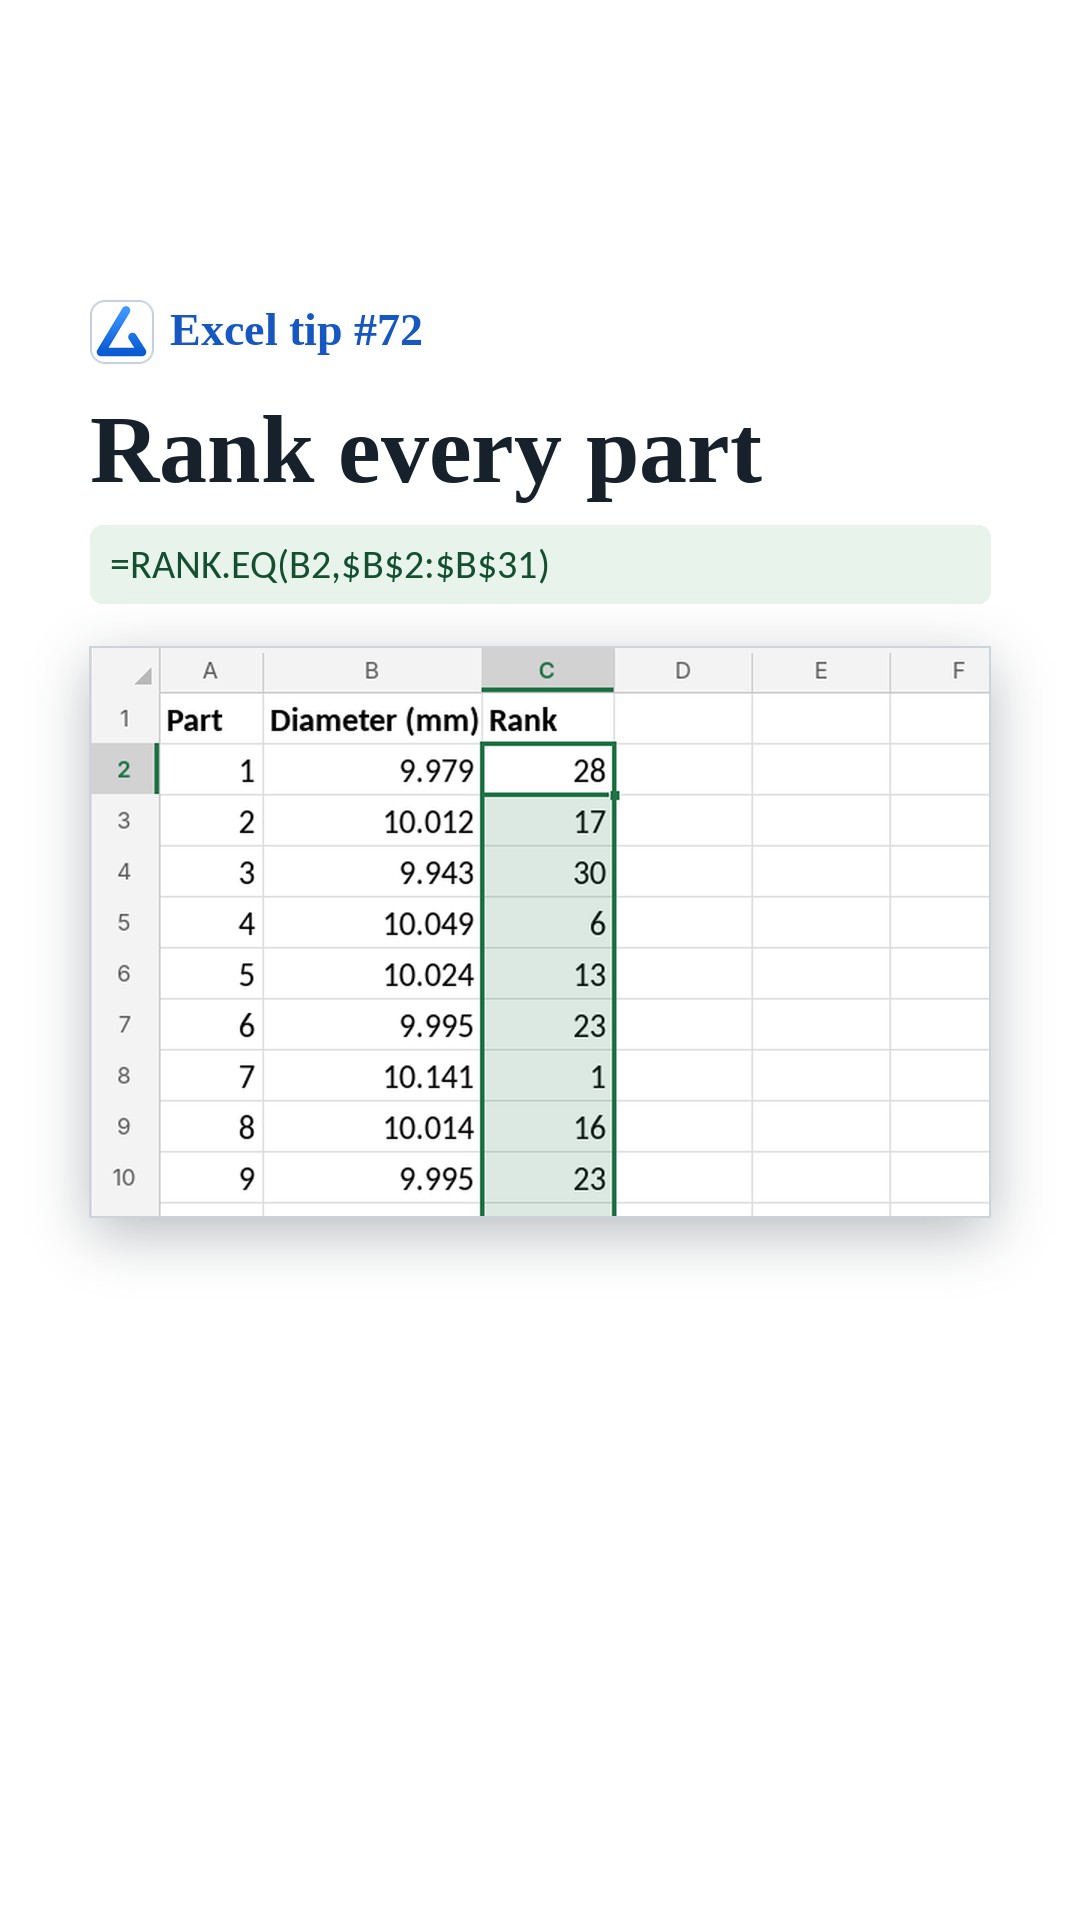 Excel tip #72
Rank every part
=RANK.EQ(B2,$B$2:$B$31)
A B C D E F
1 Part Diameter (mm) Rank
2 1 9.979 28
3 2 10.012 17
4 3 9.943 30
5 4 10.049 6
6 5 10.024 13
7 6 9.995 23
8 7 10.141 1
9 8 10.014 16
10 9 9.995 23